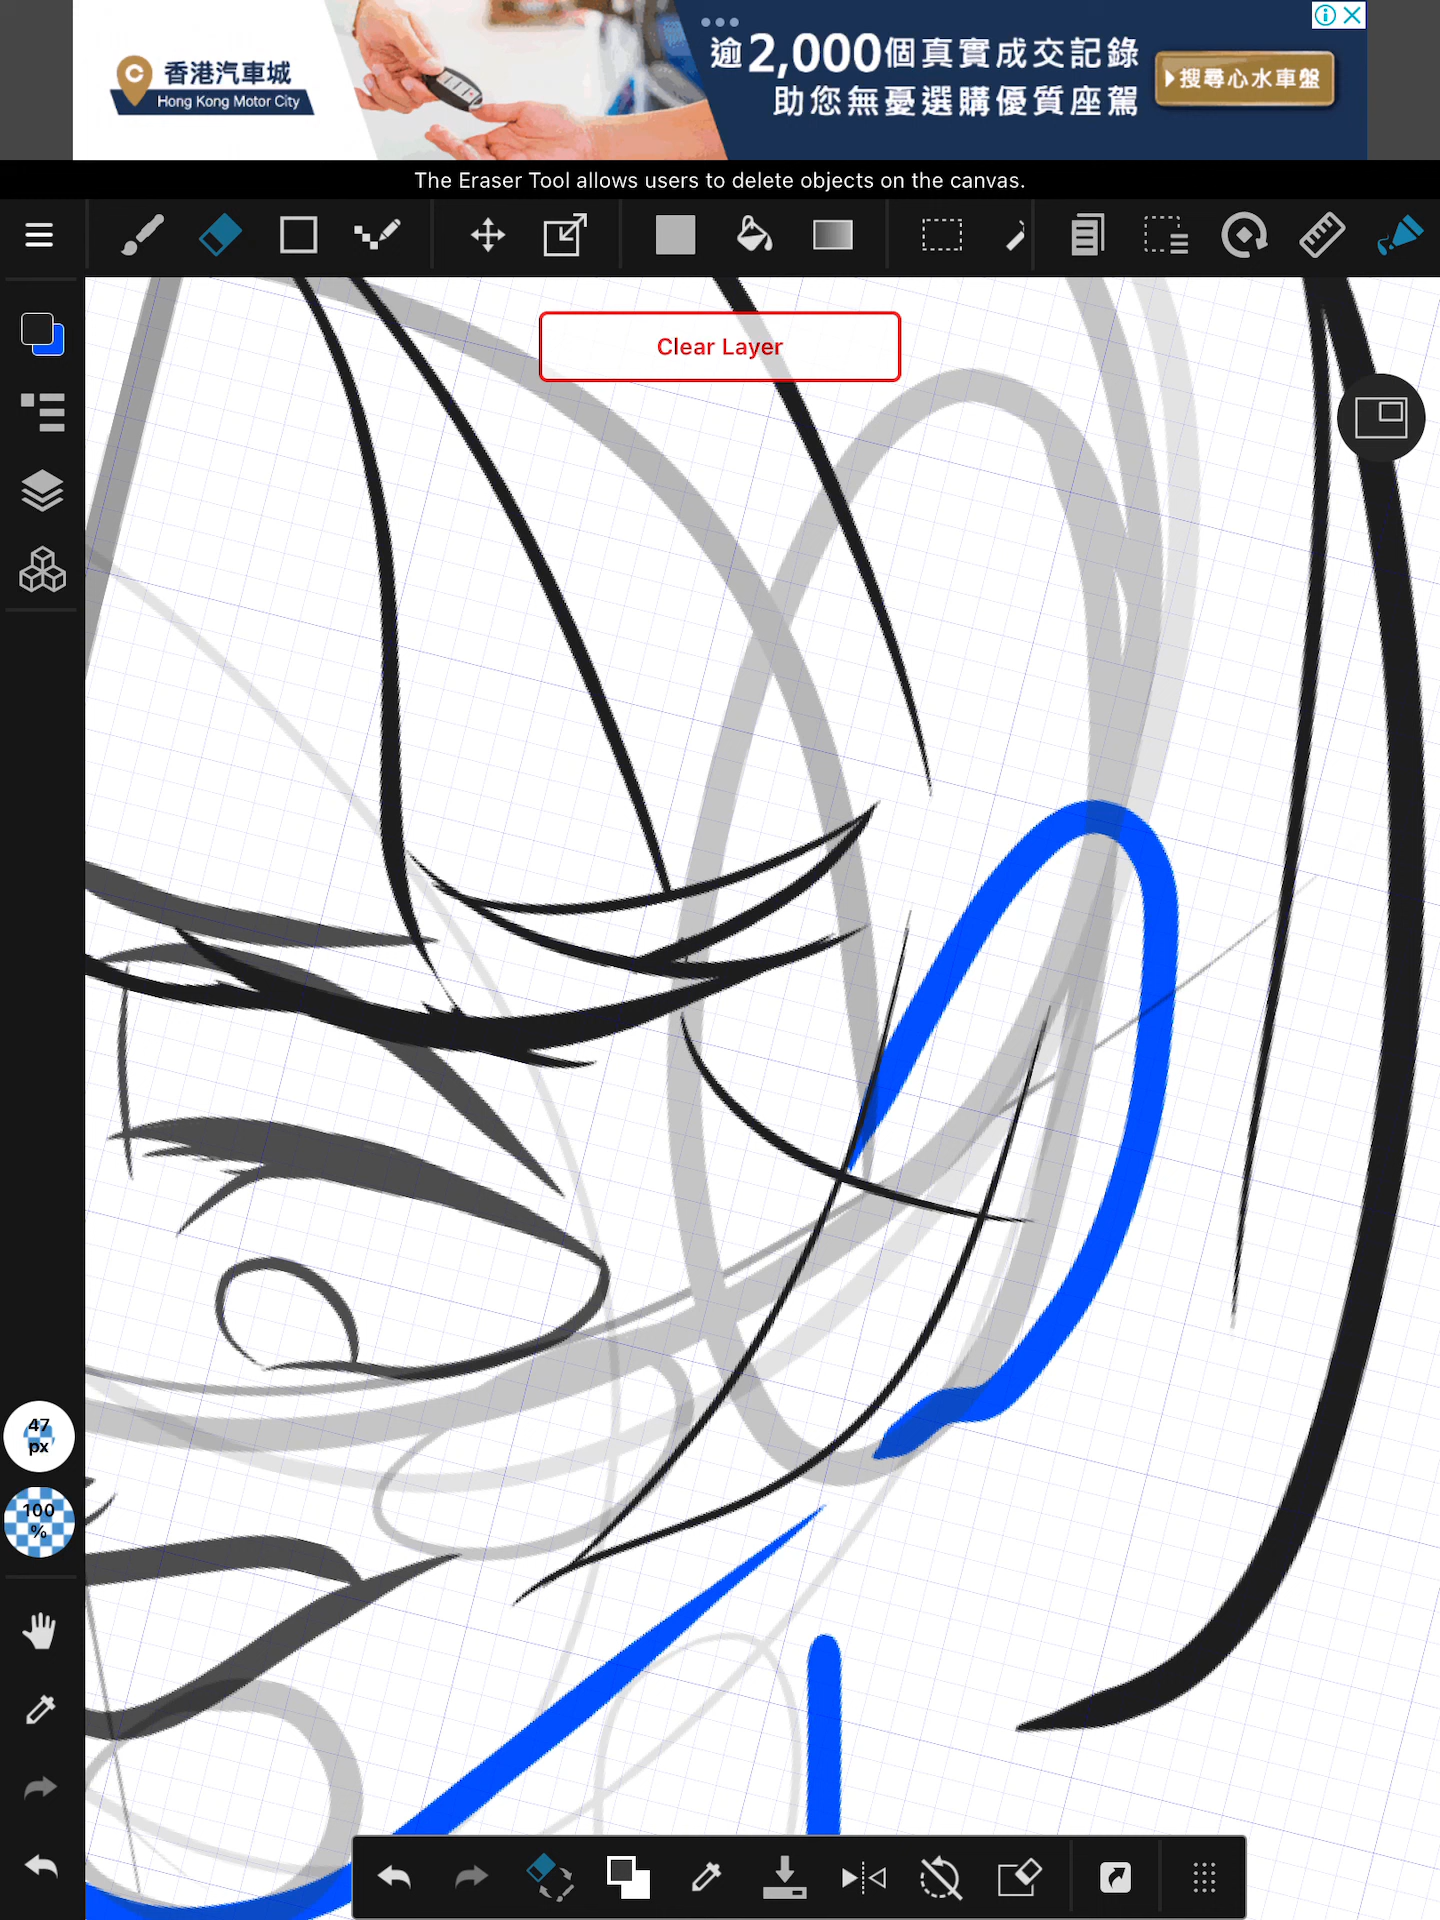 香港汽車城
Hong Kong Motor City
逾2,000個真實成交記錄
助您無憂選購優質座駕
搜尋心水車盤
The Eraser Tool allows users to delete objects on the canvas.
Clear Layer
47
px
100
%